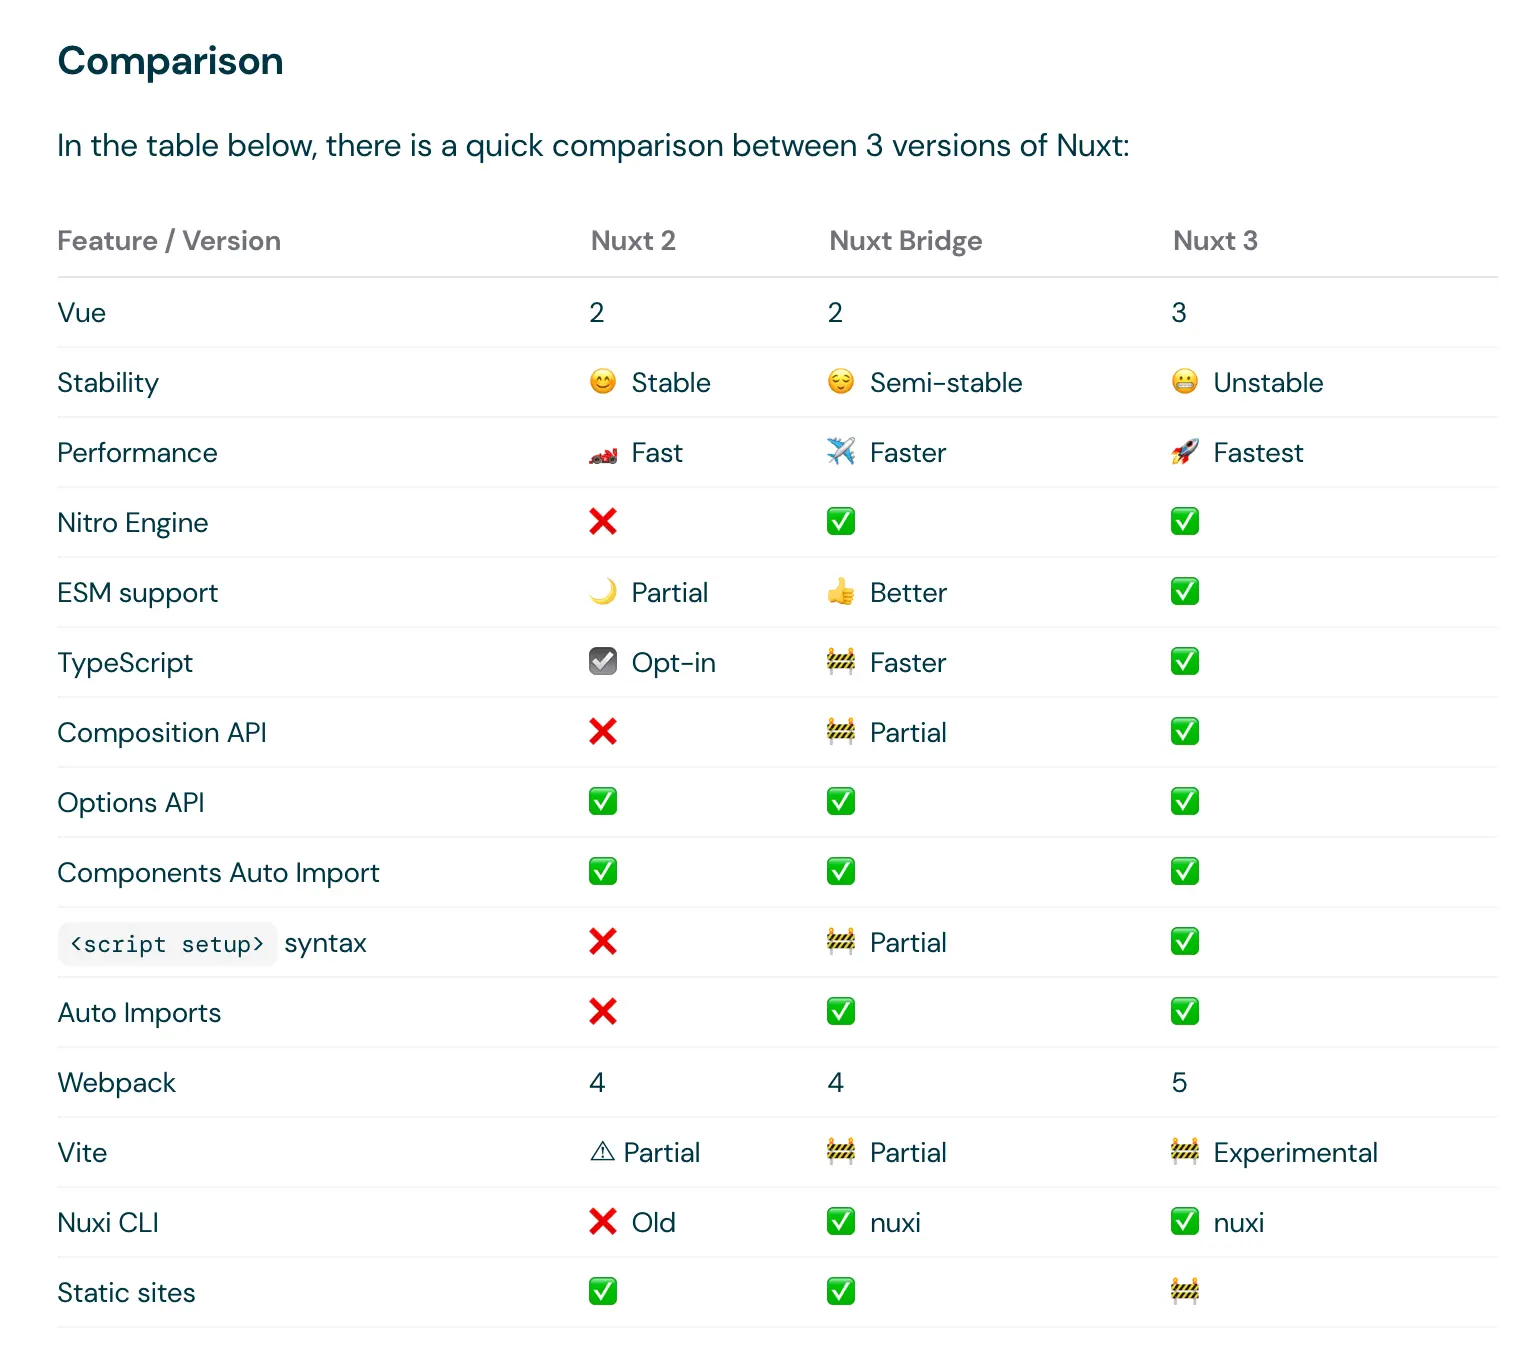 Comparison
In the table below, there is a quick comparison between 3 versions of Nuxt:
Feature / Version Nuxt 2 Nuxt Bridge Nuxt 3
Vue 2 2 3
Stability 😊 Stable 😌 Semi-stable 😬 Unstable
Performance 🏎 Fast ✈️ Faster 🚀 Fastest
Nitro Engine ❌ ✅ ✅
ESM support 🌙 Partial 👍 Better ✅
TypeScript ☑️ Opt-in 🚧 Faster ✅
Composition API ❌ 🚧 Partial ✅
Options API ✅ ✅ ✅
Components Auto Import ✅ ✅ ✅
<script setup> syntax ❌ 🚧 Partial ✅
Auto Imports ❌ ✅ ✅
Webpack 4 4 5
Vite ⚠ Partial 🚧 Partial 🚧 Experimental
Nuxi CLI ❌ Old ✅ nuxi ✅ nuxi
Static sites ✅ ✅ 🚧